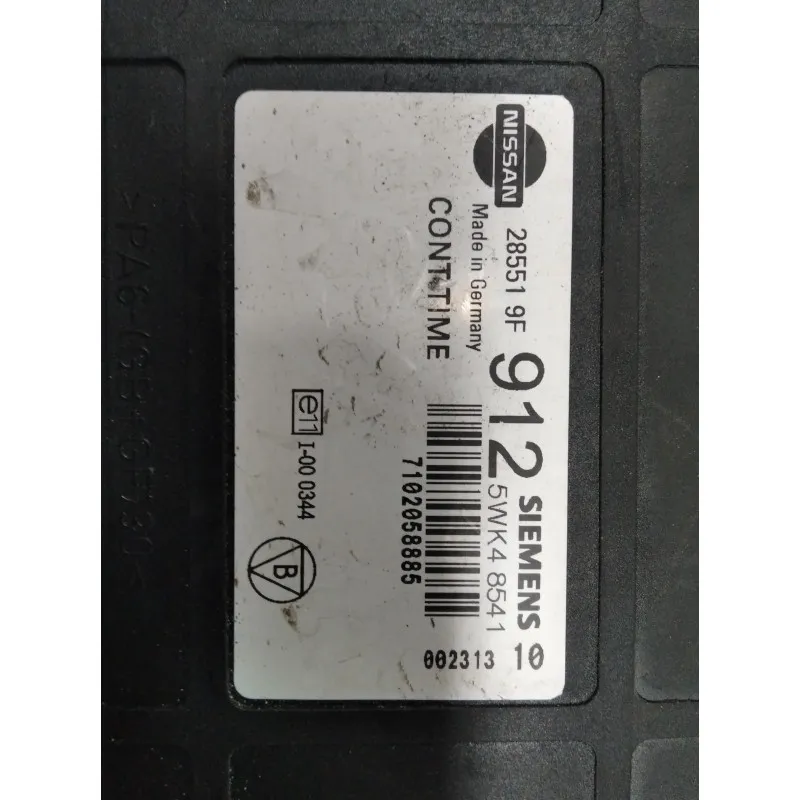 NISSAN
28551 9F 912
Made in Germany
CONT.TIME
SIEMENS
5WK4 8541
7102058885
002313 10
e11
I-00 0344
B